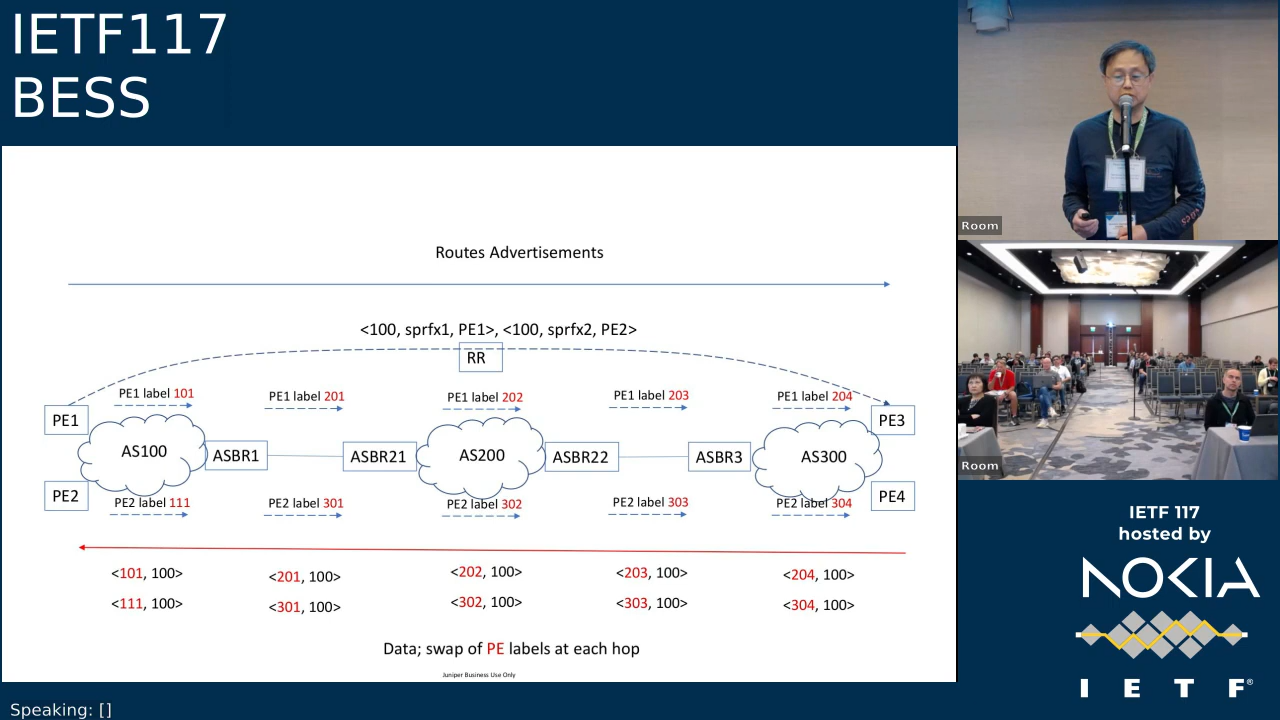 IETF117
BESS
Routes Advertisements
<100, sprfx1, PE1>, <100, sprfx2, PE2>
RR
PE1 label 101
PE1 label 201
PE1 label 202
PE1 label 203
PE1 label 204
PE1
PE3
AS100
ASBR1
ASBR21
AS200
ASBR22
ASBR3
AS300
PE2
PE4
PE2 label 111
PE2 label 301
PE2 label 302
PE2 label 303
PE2 label 304
<101, 100>
<201, 100>
<202, 100>
<203, 100>
<204, 100>
<111, 100>
<301, 100>
<302, 100>
<303, 100>
<304, 100>
Data; swap of PE labels at each hop
Juniper Business Use Only
Speaking: []
Room
Room
IETF 117
hosted by
NOKIA
I E T F®